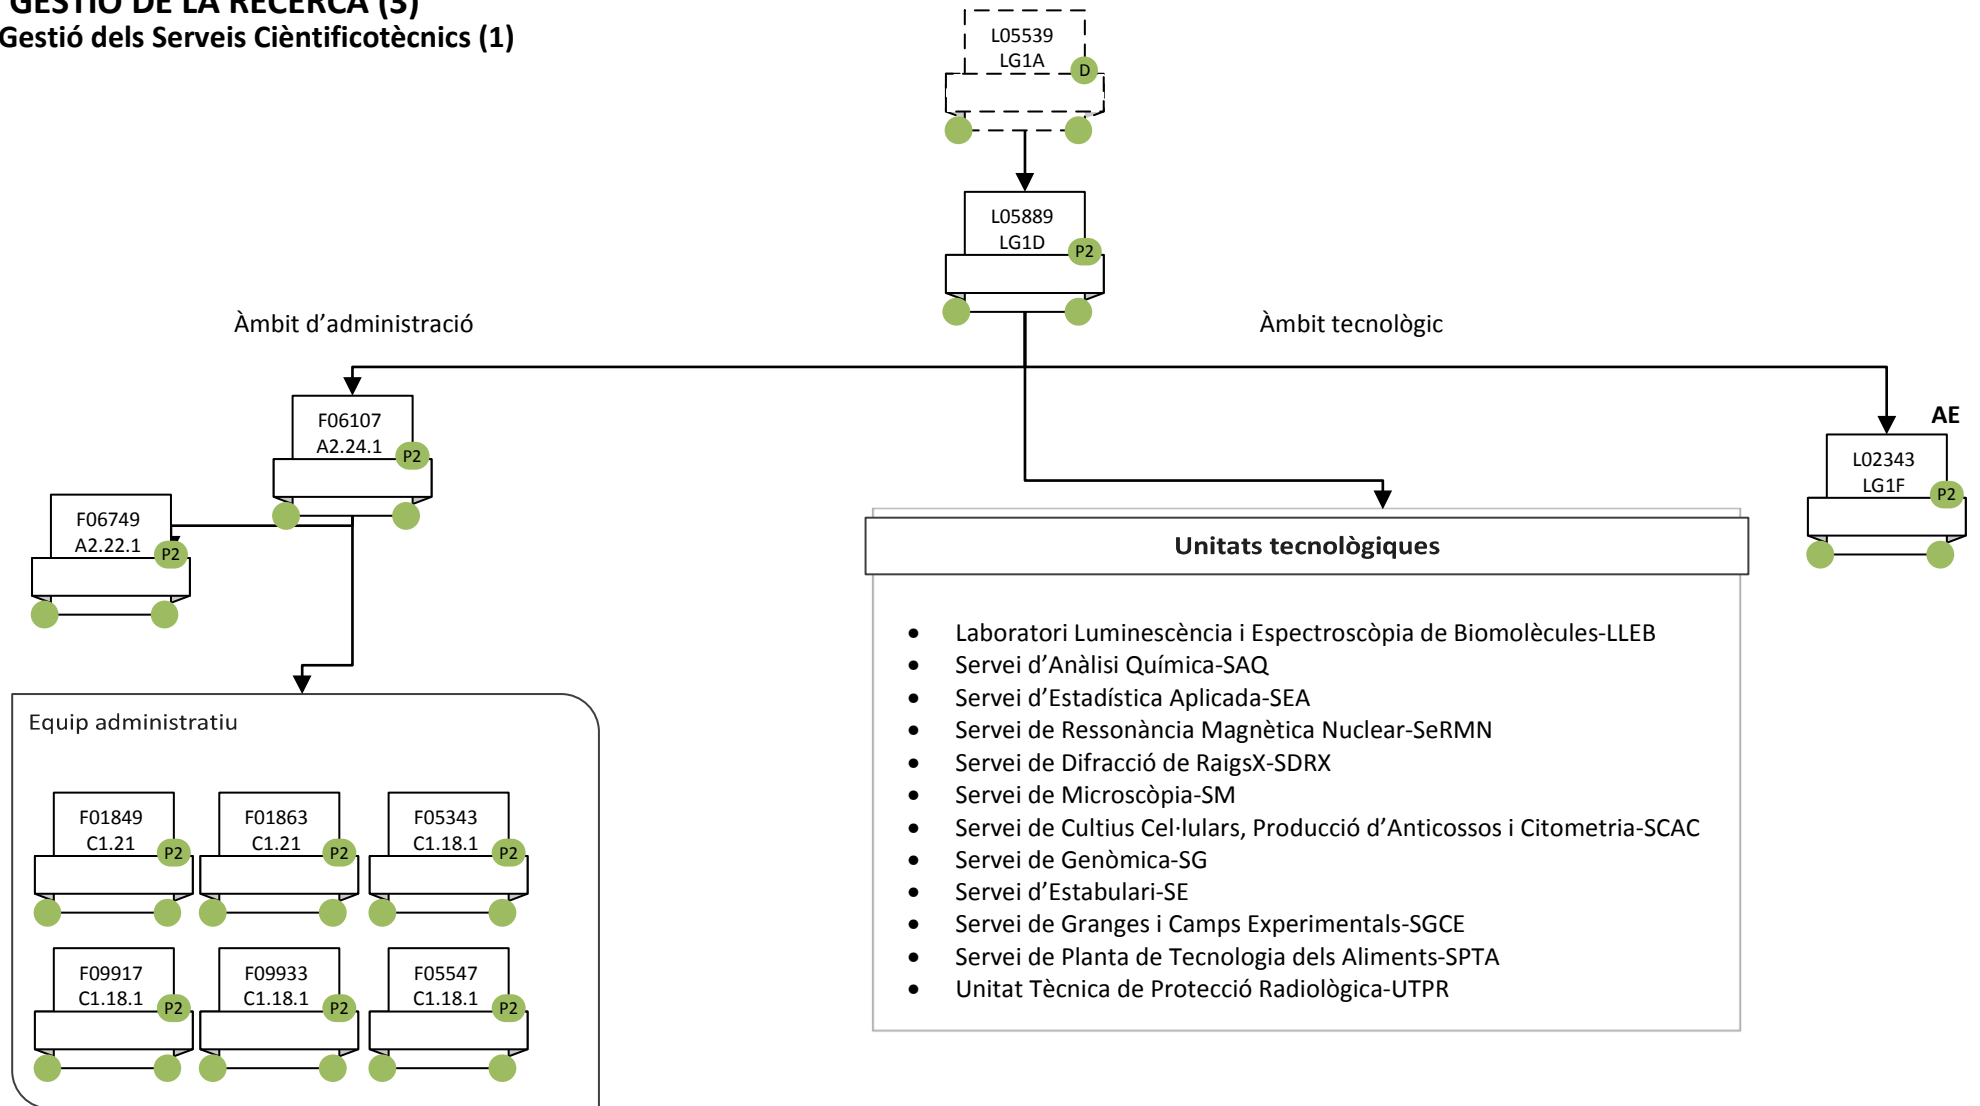 GESTIÓ DE LA RECERCA (3)
Gestió dels Serveis Cièntificotècnics (1)
L05539
LG1A
D
L05889
LG1D
P2
Àmbit d’administració
Àmbit tecnològic
F06107
A2.24.1
P2
AE
L02343
LG1F
P2
F06749
A2.22.1
P2
Unitats tecnològiques
• Laboratori Luminescència i Espectroscòpia de Biomolècules-LLEB
• Servei d’Anàlisi Química-SAQ
• Servei d’Estadística Aplicada-SEA
• Servei de Ressonància Magnètica Nuclear-SeRMN
• Servei de Difracció de RaigsX-SDRX
• Servei de Microscòpia-SM
• Servei de Cultius Cel·lulars, Producció d’Anticossos i Citometria-SCAC
• Servei de Genòmica-SG
• Servei d’Estabulari-SE
• Servei de Granges i Camps Experimentals-SGCE
• Servei de Planta de Tecnologia dels Aliments-SPTA
• Unitat Tècnica de Protecció Radiològica-UTPR
Equip administratiu
F01849
C1.21
P2
F01863
C1.21
P2
F05343
C1.18.1
P2
F09917
C1.18.1
P2
F09933
C1.18.1
P2
F05547
C1.18.1
P2